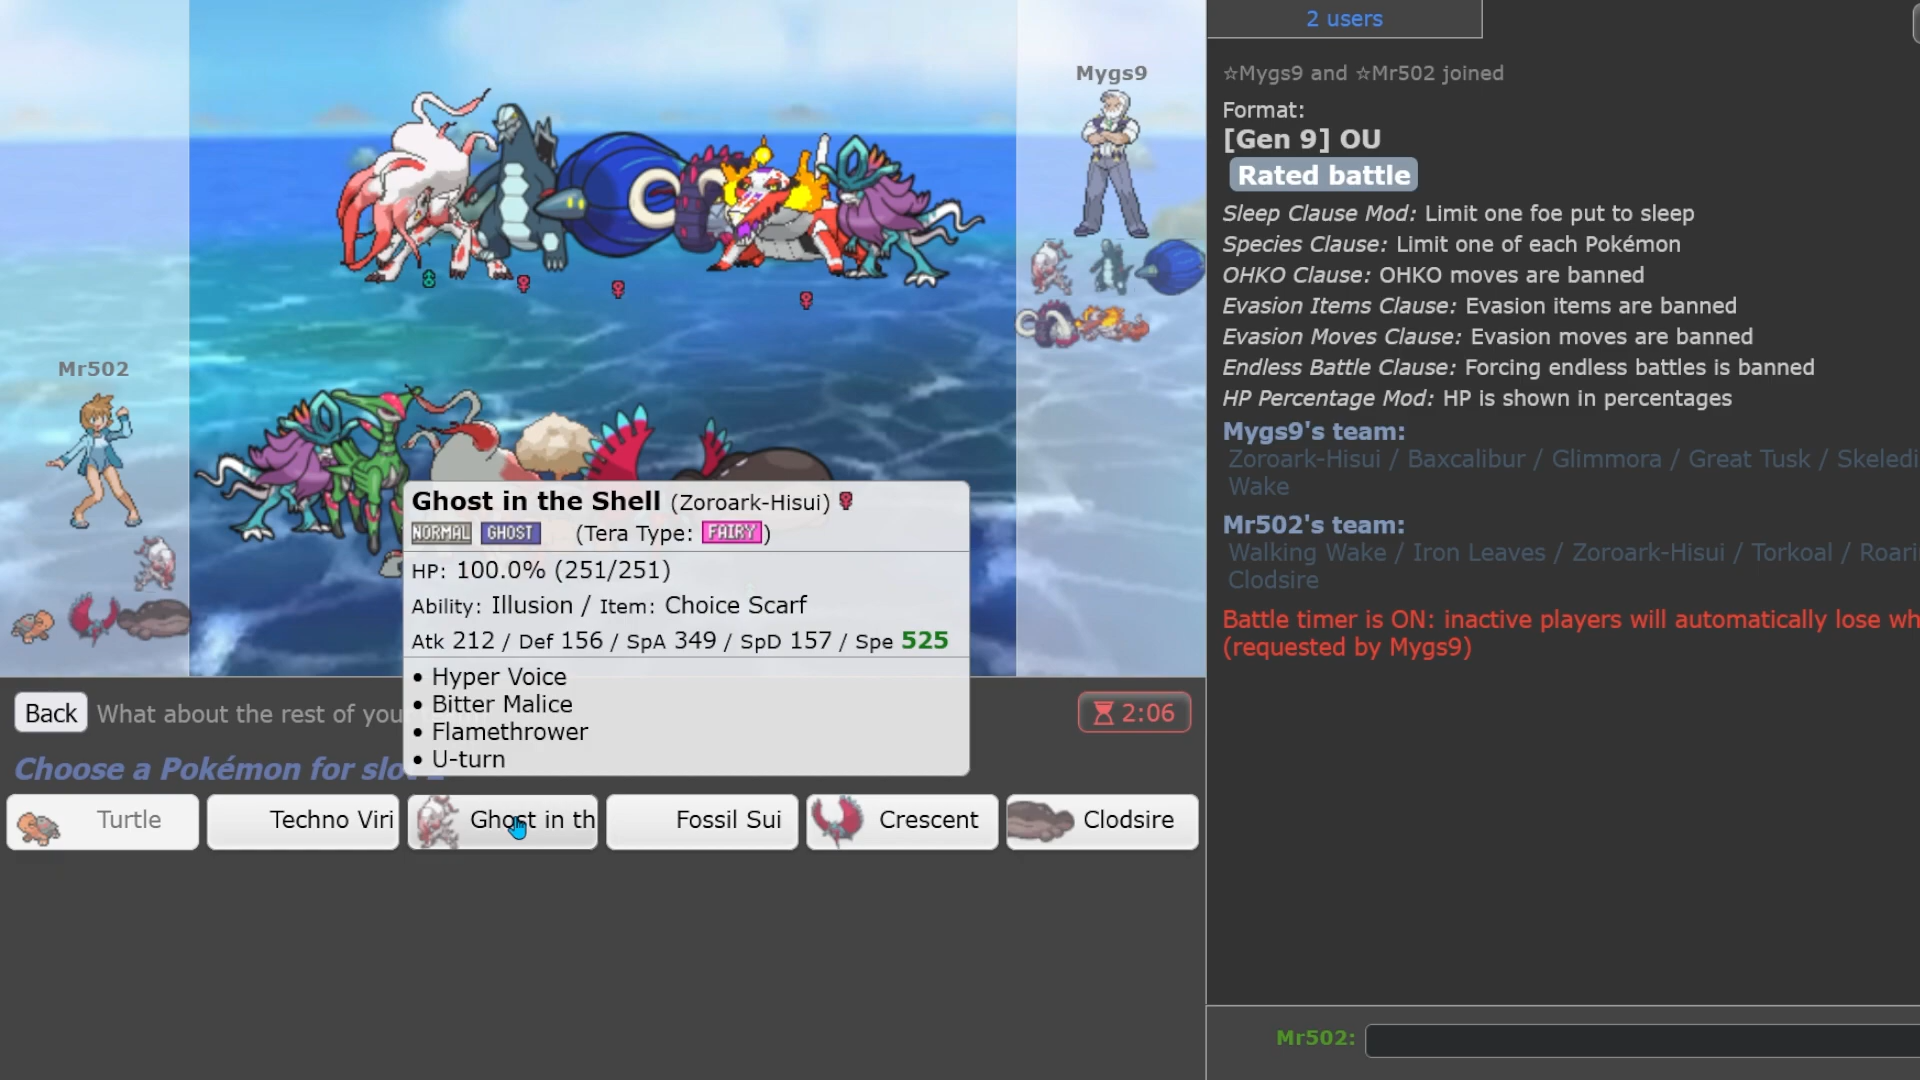 2 users
Mygs9
☆Mygs9 and ☆Mr502 joined
Format:
[Gen 9] OU
Rated battle
Sleep Clause Mod: Limit one foe put to sleep
Species Clause: Limit one of each Pokémon
OHKO Clause: OHKO moves are banned
Evasion Items Clause: Evasion items are banned
Evasion Moves Clause: Evasion moves are banned
Endless Battle Clause: Forcing endless battles is banned
HP Percentage Mod: HP is shown in percentages
Mygs9's team:
Zoroark-Hisui / Baxcalibur / Glimmora / Great Tusk / Skeledi
Wake
Mr502's team:
Walking Wake / Iron Leaves / Zoroark-Hisui / Torkoal / Roari
Clodsire
Battle timer is ON: inactive players will automatically lose wh
(requested by Mygs9)
Mr502
Ghost in the Shell (Zoroark-Hisui)
NORMAL GHOST (Tera Type: FAIRY)
HP: 100.0% (251/251)
Ability: Illusion / Item: Choice Scarf
Atk 212 / Def 156 / SpA 349 / SpD 157 / Spe 525
• Hyper Voice
• Bitter Malice
• Flamethrower
• U-turn
Back What about the rest of you
2:06
Choose a Pokémon for slo
Turtle
Techno Viri
Ghost in th
Fossil Sui
Crescent
Clodsire
Mr502: